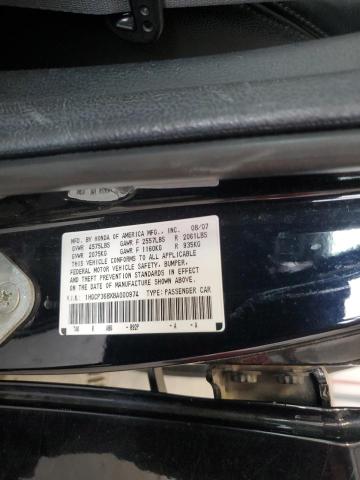 MFD. BY HONDA OF AMERICA MFG., INC. 08/07
GVWR 4575LBS GAWR F 2557LBS R 2061LBS
GVWR 2075KG GAWR F 1160KG R 935KG
THIS VEHICLE CONFORMS TO ALL APPLICABLE
FEDERAL MOTOR VEHICLE SAFETY, BUMPER,
AND THEFT PREVENTION STANDARDS IN EFFECT
ON THE DATE OF MANUFACTURE SHOWN ABOVE.
V.I.N. TYPE: PASSENGER CAR